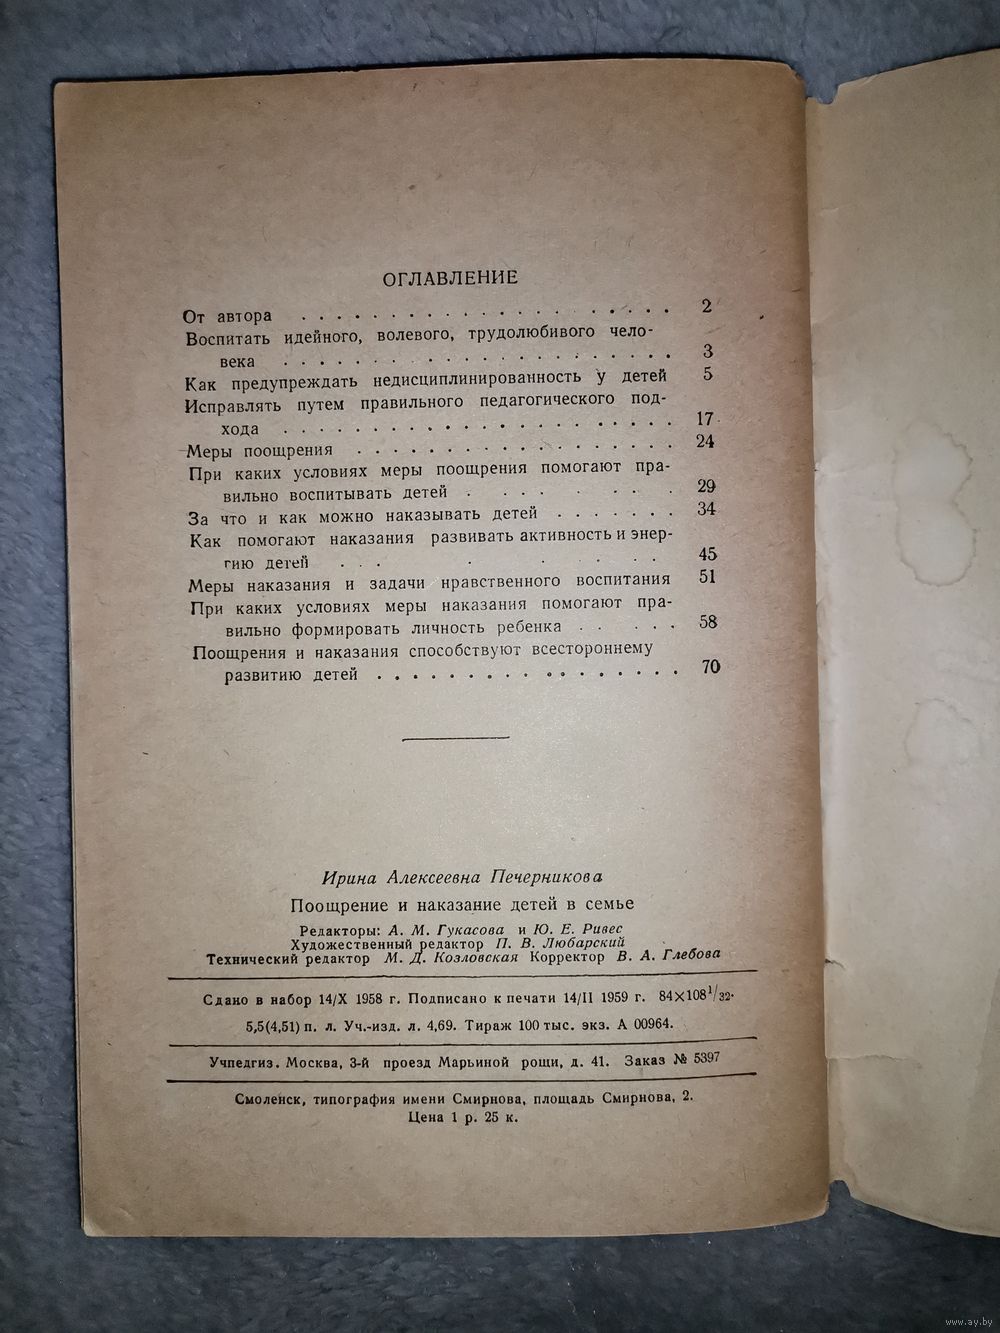 ОГЛАВЛЕНИЕ
От автора . . . . . . . . . . . . . . . . . . . . 2
Воспитать идейного, волевого, трудолюбивого чело-
века . . . . . . . . . . . . . . . . . . . . . . 3
Как предупреждать недисциплинированность у детей 5
Исправлять путем правильного педагогического под-
хода . . . . . . . . . . . . . . . . . . . . . . 17
Меры поощрения . . . . . . . . . . . . . . . . . . 24
При каких условиях меры поощрения помогают пра-
вильно воспитывать детей . . . . . . . . . 29
За что и как можно наказывать детей . . . . . . . 34
Как помогают наказания развивать активность и энер-
гию детей . . . . . . . . 45
Меры наказания и задачи нравственного воспитания 51
При каких условиях меры наказания помогают пра-
вильно формировать личность ребенка . . . . . . 58
Поощрения и наказания способствуют всестороннему
развитию детей . . . . . . . . . . . . . . . . . 70
Ирина Алексеевна Печерникова
Поощрение и наказание детей в семье
Редакторы: А. М. Гукасова и Ю. Е. Ривес
Художественный редактор П. В. Любарский
Технический редактор М. Д. Козловская Корректор В. А. Глебова
Сдано в набор 14/X 1958 г. Подписано к печати 14/II 1959 г. 84×108 1/32.
5,5(4,51) п. л. Уч.-изд. л. 4,69. Тираж 100 тыс. экз. А 00964.
Учпедгиз. Москва, 3-й проезд Марьиной рощи, д. 41. Заказ № 5397
Смоленск, типография имени Смирнова, площадь Смирнова, 2.
Цена 1 р. 25 к.
www.ay.by